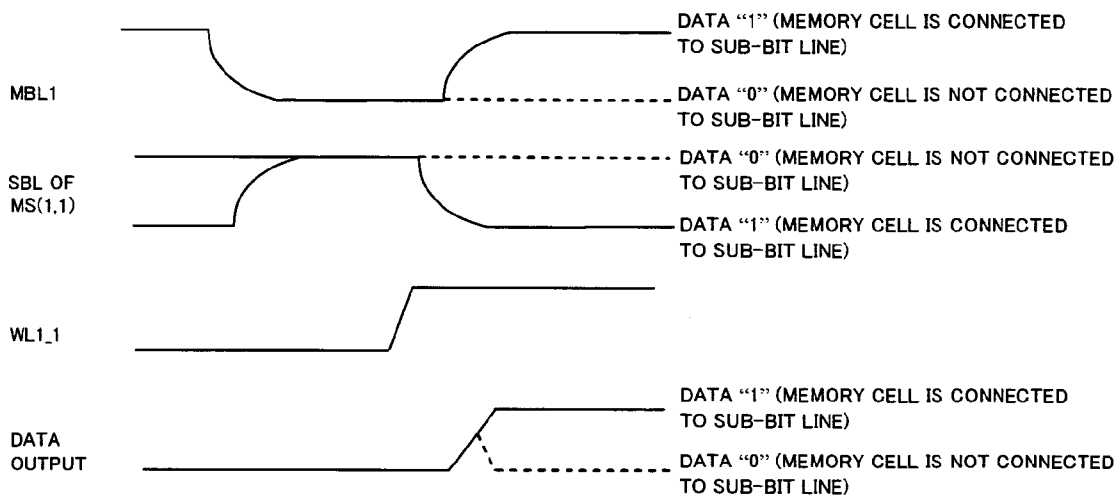 DATA “1” (MEMORY CELL IS CONNECTED
TO SUB-BIT LINE)
MBL1
DATA “0” (MEMORY CELL IS NOT CONNECTED
TO SUB-BIT LINE)
DATA “0” (MEMORY CELL IS NOT CONNECTED
TO SUB-BIT LINE)
SBL OF
MS(1,1)
DATA “1” (MEMORY CELL IS CONNECTED
TO SUB-BIT LINE)
WL1_1
DATA “1” (MEMORY CELL IS CONNECTED
TO SUB-BIT LINE)
DATA
OUTPUT
DATA “0” (MEMORY CELL IS NOT CONNECTED
TO SUB-BIT LINE)